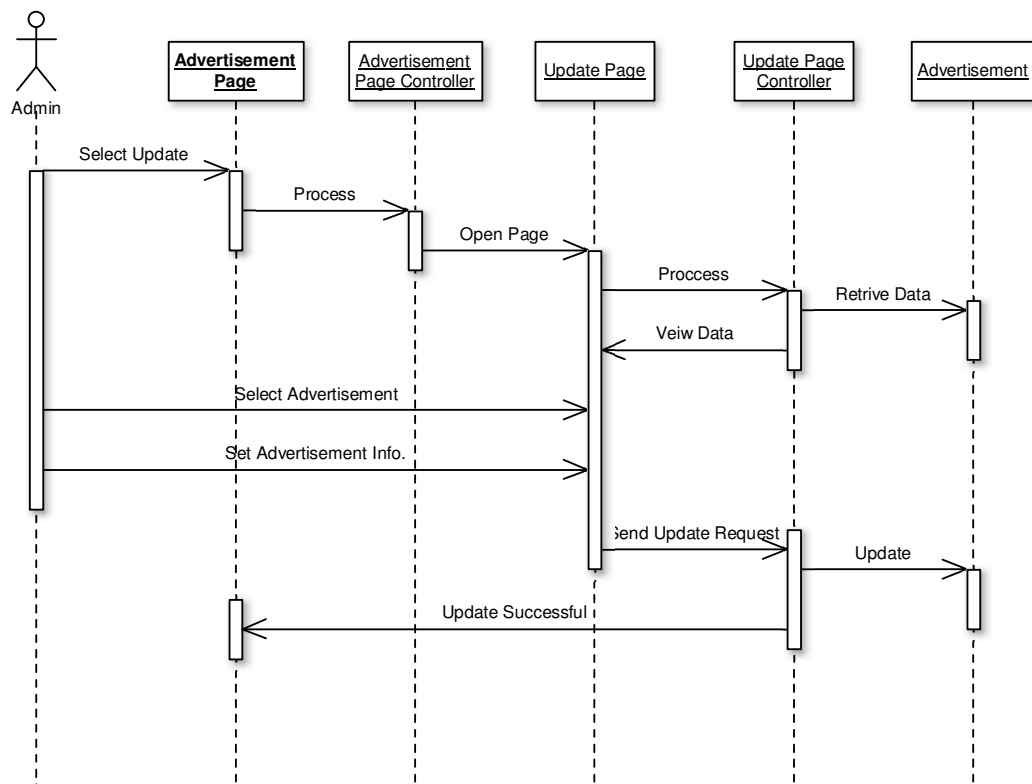 Advertisement
Page
Advertisement
Page Controller
Update Page
Update Page
Controller
Advertisement
Admin
Select Update
Process
Open Page
Proccess
Retrive Data
Veiw Data
Select Advertisement
Set Advertisement Info.
Send Update Request
Update
Update Successful